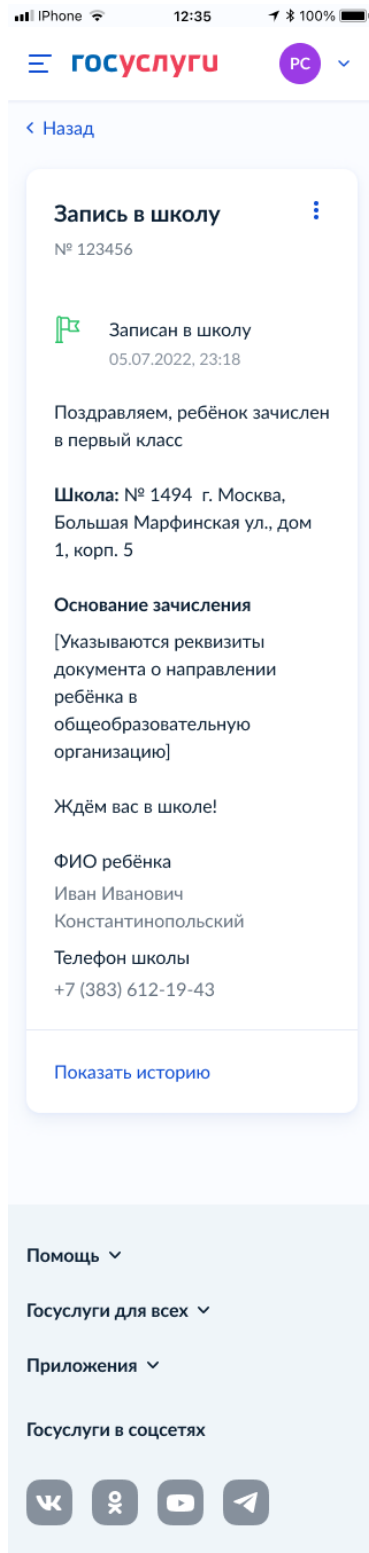 IPhone 12:35 100%
госуслуги РС
Назад
Запись в школу
№ 123456
Записан в школу
05.07.2022, 23:18
Поздравляем, ребёнок зачислен
в первый класс
Школа: № 1494 г. Москва,
Большая Марфинская ул., дом
1, корп. 5
Основание зачисления
[Указываются реквизиты
документа о направлении
ребёнка в
общеобразовательную
организацию]
Ждём вас в школе!
ФИО ребёнка
Иван Иванович
Константинопольский
Телефон школы
+7 (383) 612-19-43
Показать историю
Помощь
Госуслуги для всех
Приложения
Госуслуги в соцсетях